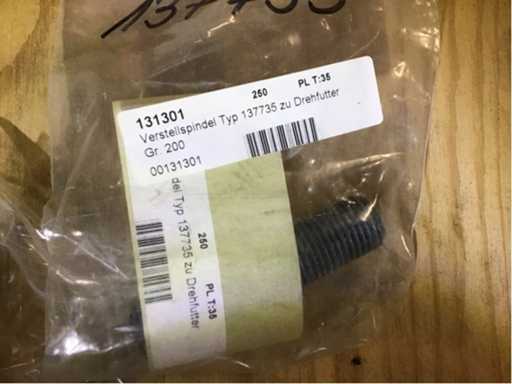 137735
250 PL T:35
131301
Verstellspindel Typ 137735 zu Drehfutter
Gr. 200
00131301
del Typ 137735 zu Drehfutter
250 PL T:35